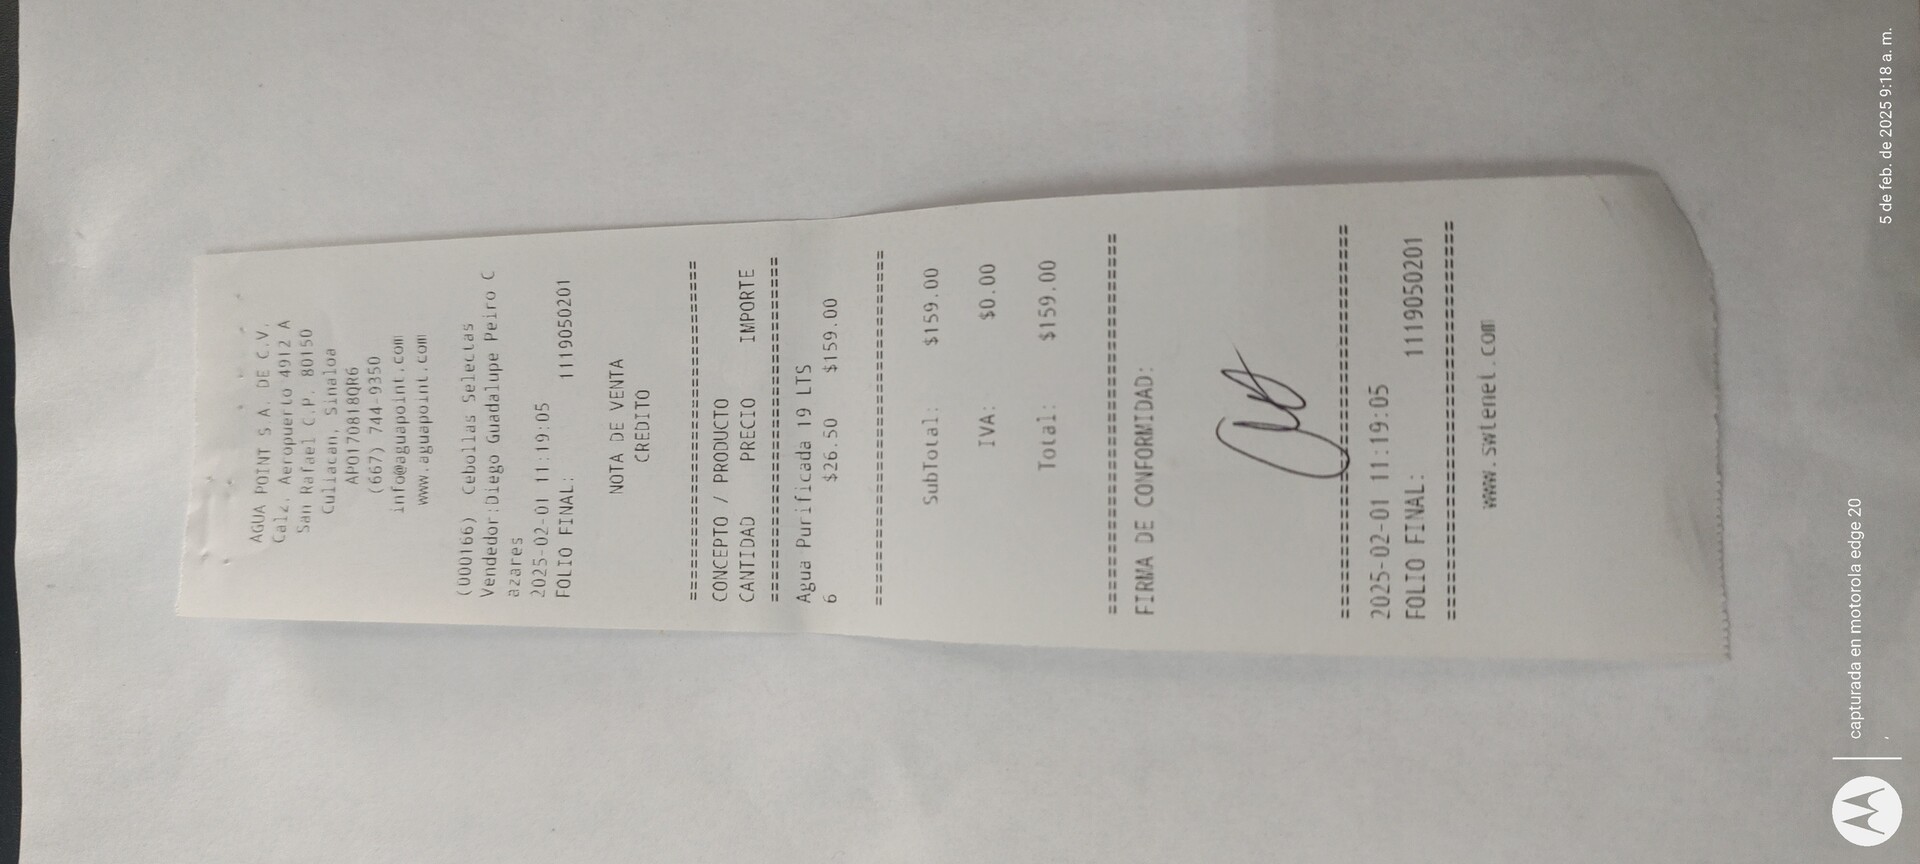 AGUA POINT S.A. DE C.V.
Calz. Aeropuerto 4912 A
San Rafael C.P. 80150
Culiacan, Sinaloa
APO170818QR6
(667) 744-9350
info@aguapoint.com
www.aguapoint.com
(000166) Cebollas Selectas
Vendedor:Diego Guadalupe Peiro C
azares
2025-02-01 11:19:05
FOLIO FINAL: 1119050201
NOTA DE VENTA
CREDITO
================================
CONCEPTO / PRODUCTO
CANTIDAD PRECIO IMPORTE
================================
Agua Purificada 19 LTS
6 $26.50 $159.00
================================
SubTotal: $159.00
IVA: $0.00
Total: $159.00
================================
FIRMA DE CONFORMIDAD:
================================
2025-02-01 11:19:05
FOLIO FINAL: 1119050201
================================
www.swtenet.com
capturada en motorola edge 20
5 de feb. de 2025 9:18 a. m.